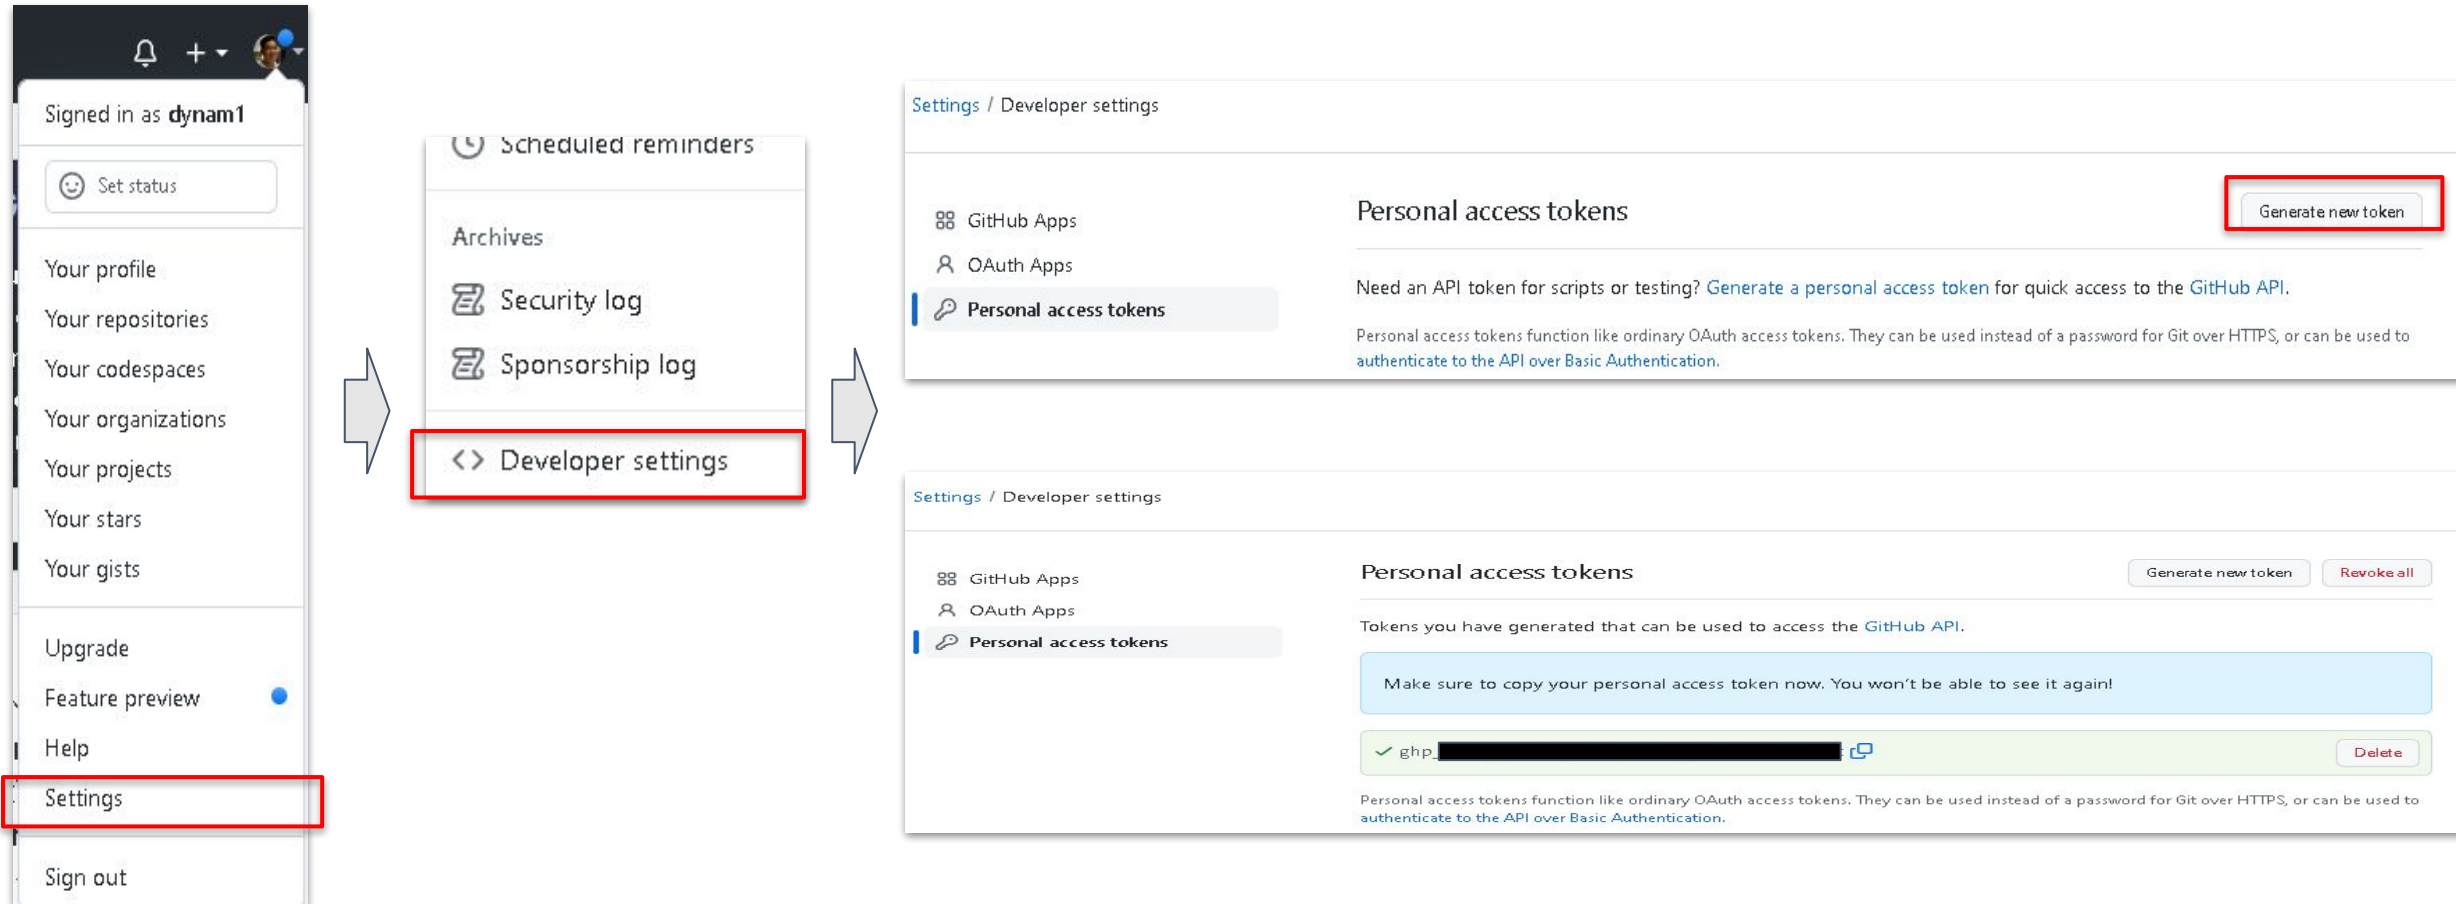 Signed in as dynam1
Set status
Your profile
Your repositories
Your codespaces
Your organizations
Your projects
Your stars
Your gists
Upgrade
Feature preview
Help
Settings
Sign out
Scheduled reminders
Archives
Security log
Sponsorship log
Developer settings
Settings / Developer settings
GitHub Apps
OAuth Apps
Personal access tokens
Personal access tokens
Generate new token
Need an API token for scripts or testing? Generate a personal access token for quick access to the GitHub API.
Personal access tokens function like ordinary OAuth access tokens. They can be used instead of a password for Git over HTTPS, or can be used to
authenticate to the API over Basic Authentication.
Settings / Developer settings
GitHub Apps
OAuth Apps
Personal access tokens
Personal access tokens
Generate new token
Revoke all
Tokens you have generated that can be used to access the GitHub API.
Make sure to copy your personal access token now. You won't be able to see it again!
ghp_
Delete
Personal access tokens function like ordinary OAuth access tokens. They can be used instead of a password for Git over HTTPS, or can be used to
authenticate to the API over Basic Authentication.